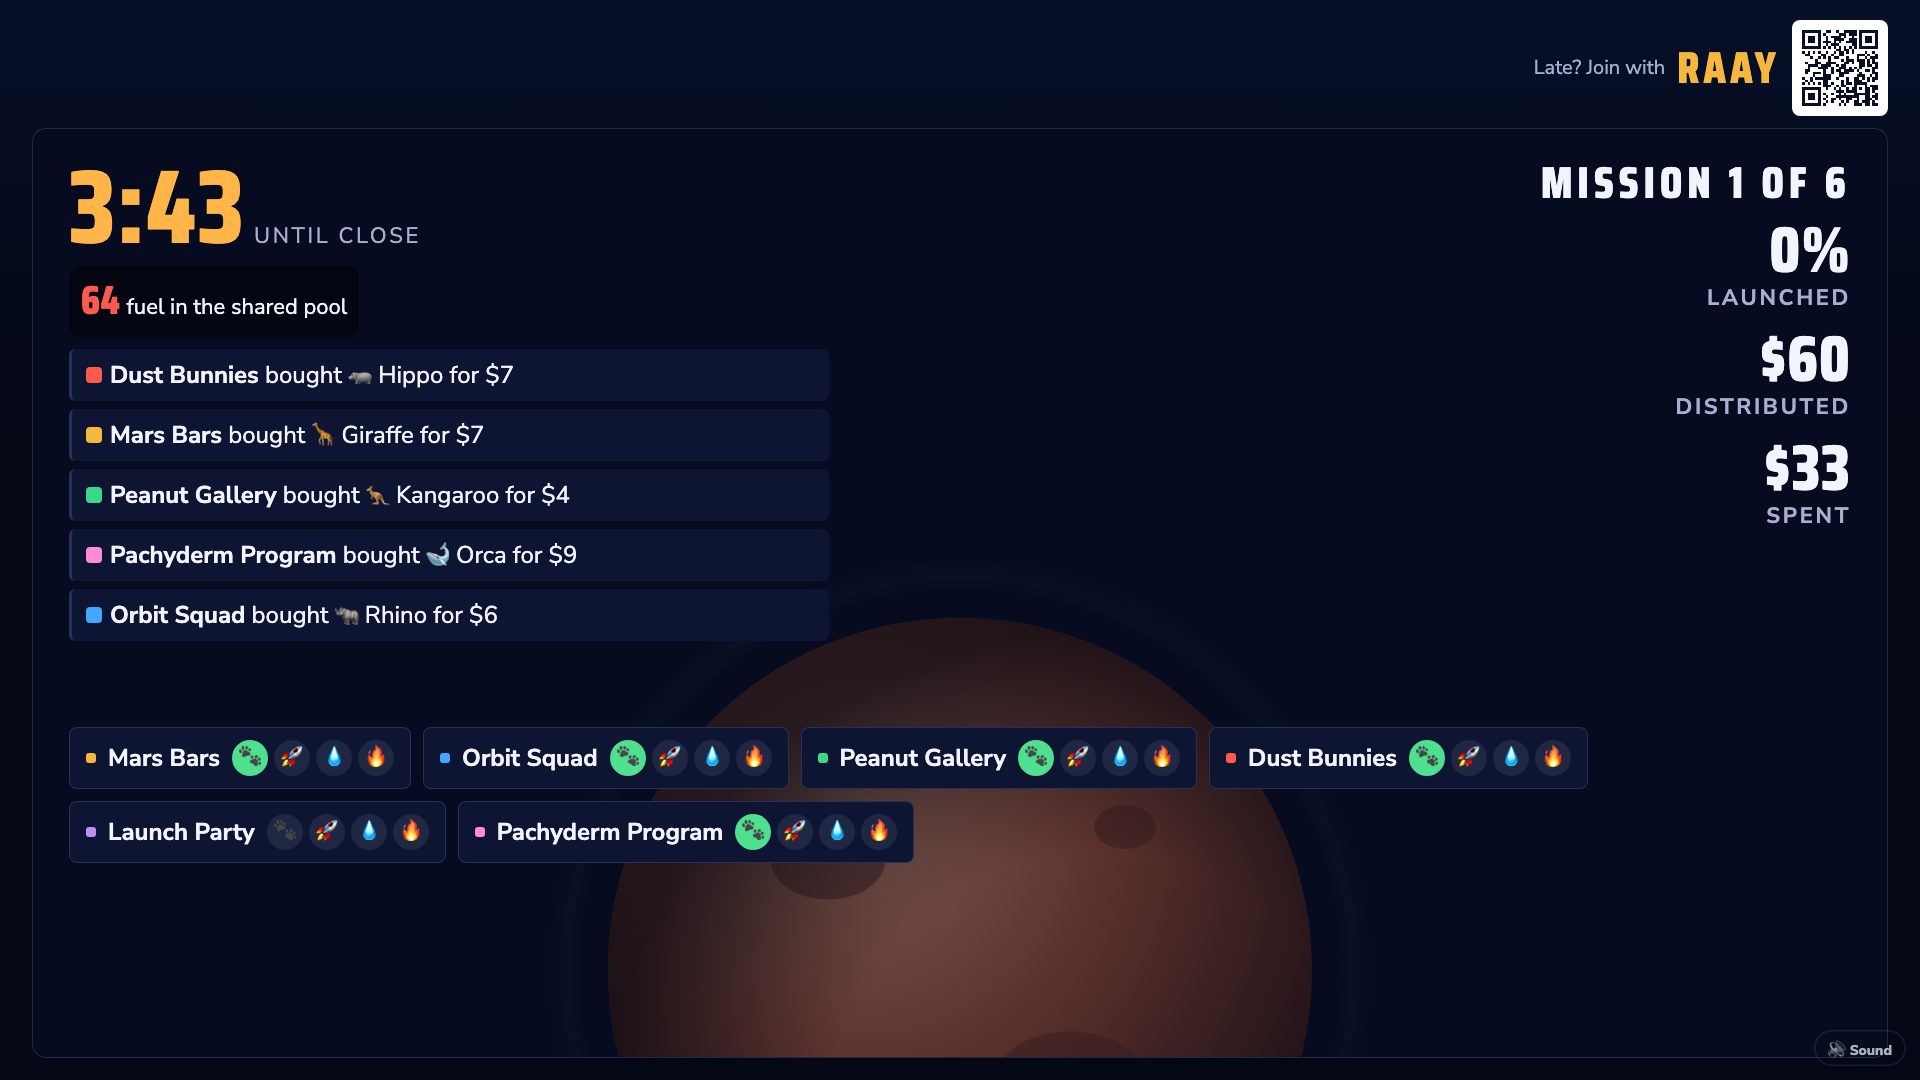 Late? Join with RAAY
3:43 UNTIL CLOSE
64 fuel in the shared pool
Dust Bunnies bought 🦛 Hippo for $7
Mars Bars bought 🦒 Giraffe for $7
Peanut Gallery bought 🦘 Kangaroo for $4
Pachyderm Program bought 🐋 Orca for $9
Orbit Squad bought 🦏 Rhino for $6
MISSION 1 OF 6
0%
LAUNCHED
$60
DISTRIBUTED
$33
SPENT
Mars Bars
Orbit Squad
Peanut Gallery
Dust Bunnies
Launch Party
Pachyderm Program
Sound